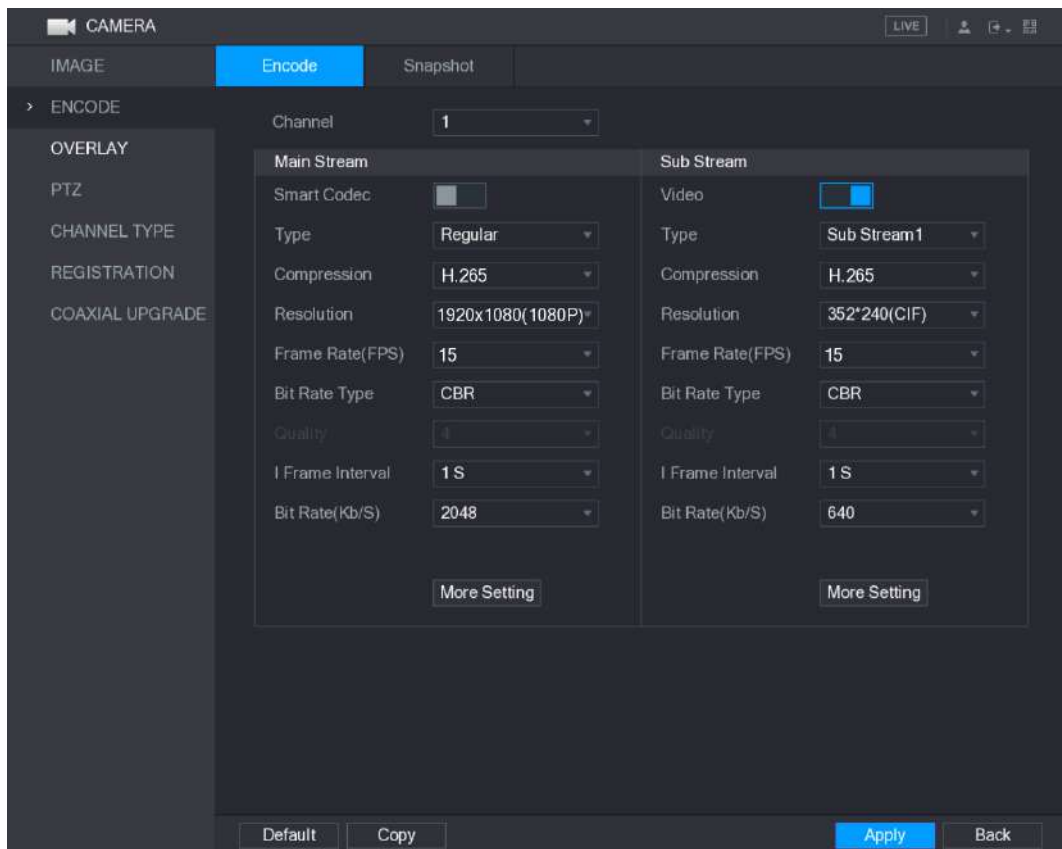 CAMERA LIVE
IMAGE Encode Snapshot
> ENCODE
Channel 1
OVERLAY
Main Stream Sub Stream
PTZ
Smart Codec Video
CHANNEL TYPE
Type Regular Type Sub Stream1
REGISTRATION
Compression H.265 Compression H.265
COAXIAL UPGRADE
Resolution 1920x1080(1080P) Resolution 352*240(CIF)
Frame Rate(FPS) 15 Frame Rate(FPS) 15
Bit Rate Type CBR Bit Rate Type CBR
Quality 4 Quality 4
I Frame Interval 1 S I Frame Interval 1 S
Bit Rate(Kb/S) 2048 Bit Rate(Kb/S) 640
More Setting More Setting
Default Copy Apply Back